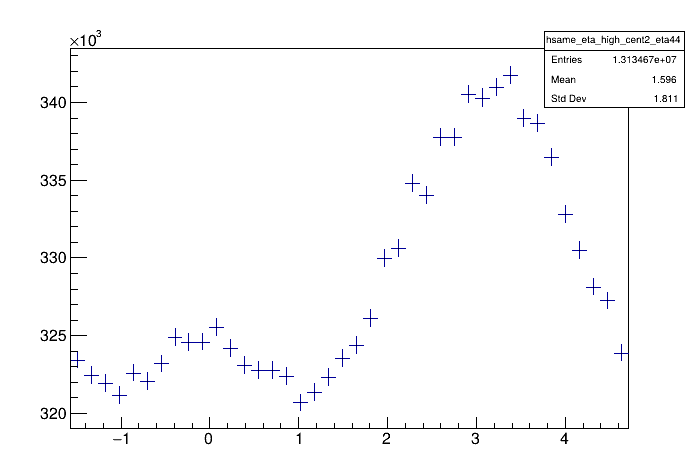 ×10³
hsame_eta_high_cent2_eta44
Entries 1.313467e+07
Mean 1.596
Std Dev 1.811
340
335
330
325
320
−1 0 1 2 3 4